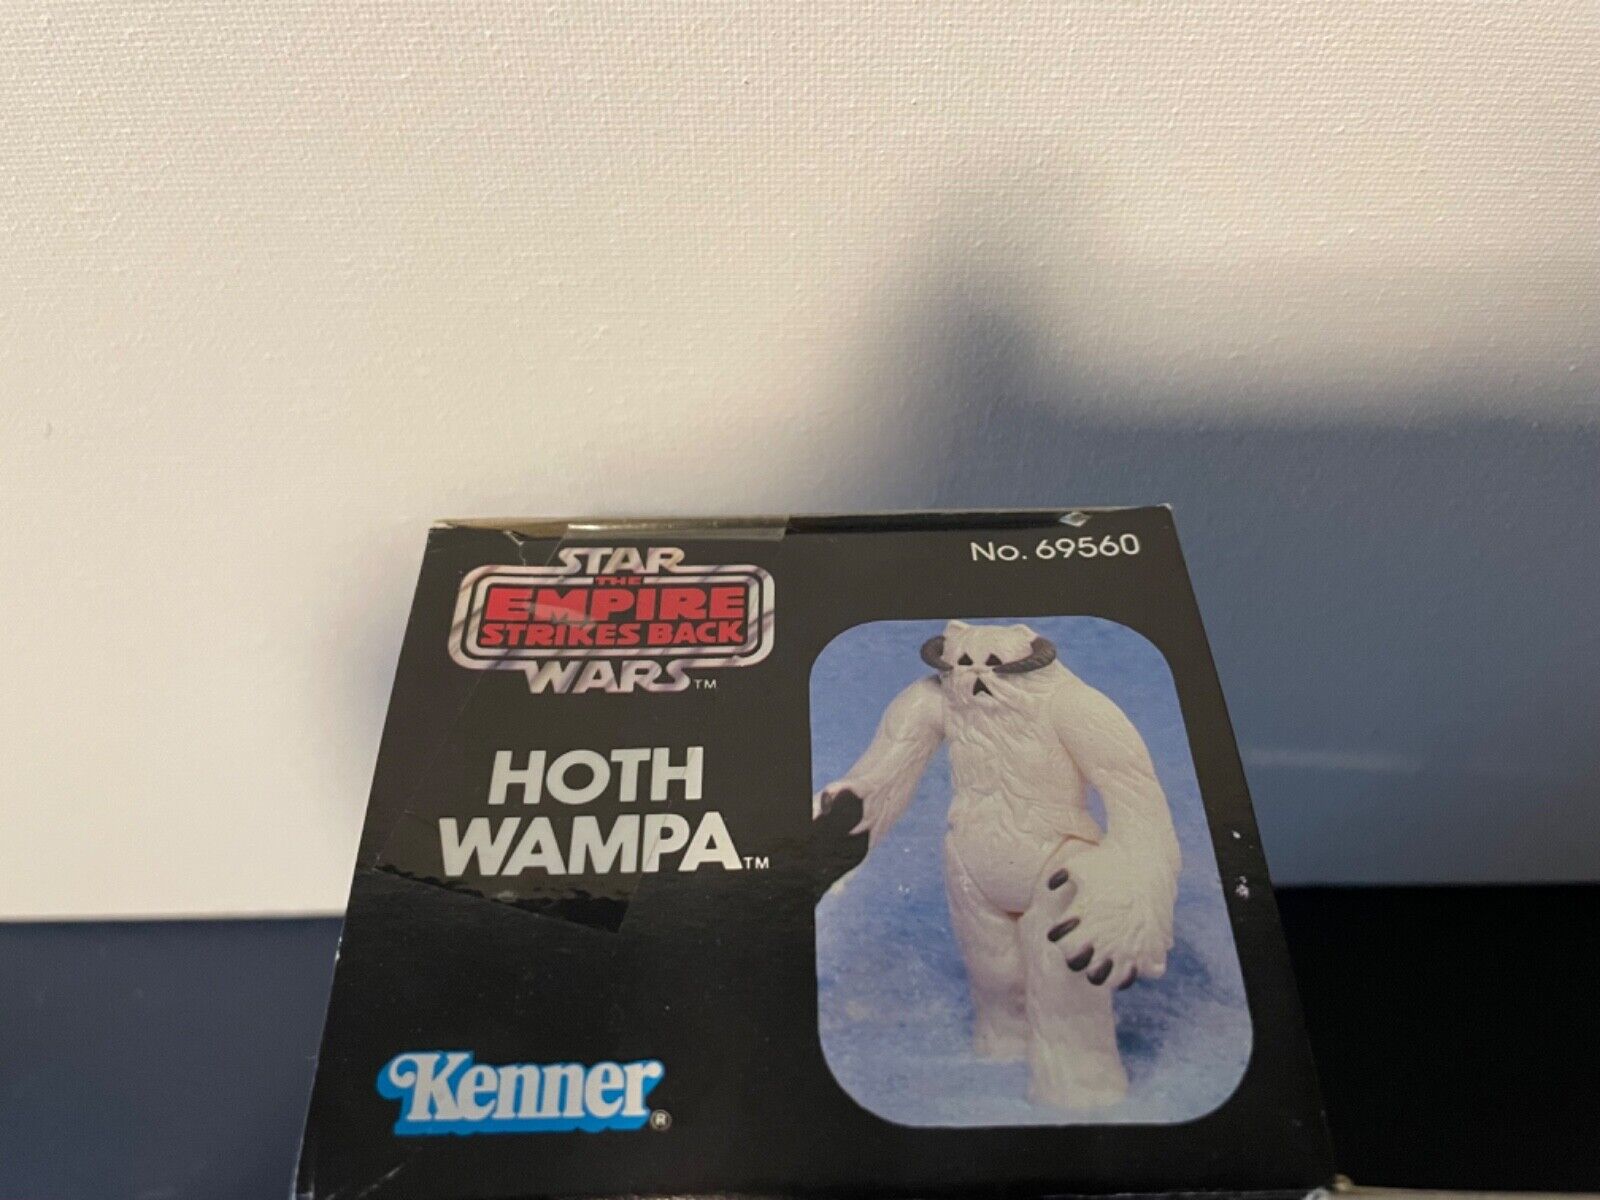 STAR
THE
EMPIRE
STRIKES BACK
WARS™
No. 69560
HOTH
WAMPA™
Kenner®